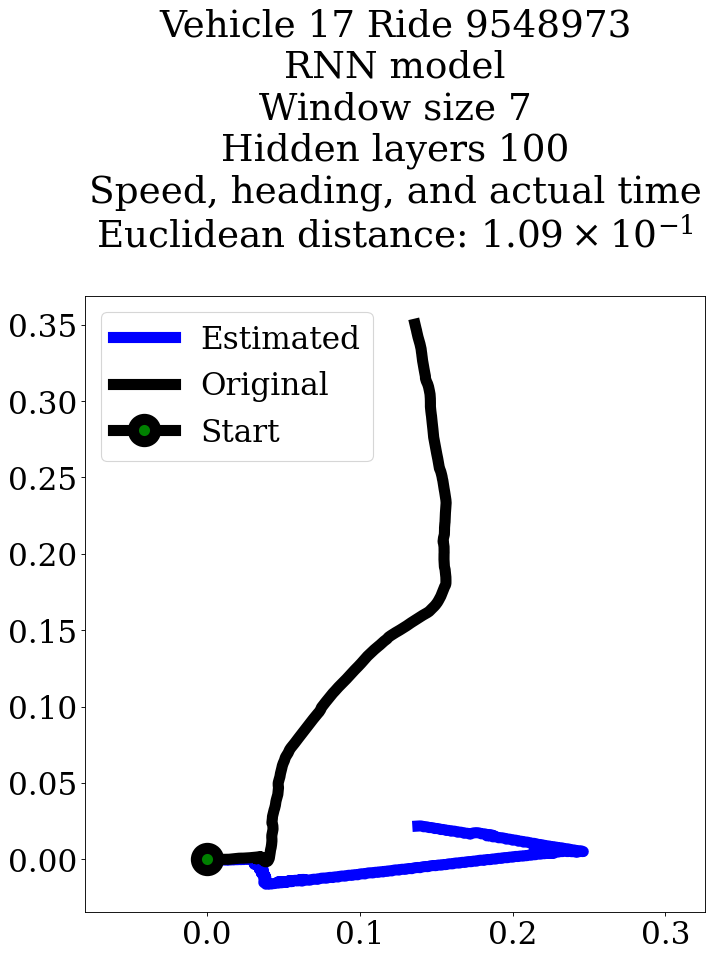 Vehicle 17 Ride 9548973
RNN model
Window size 7
Hidden layers 100
Speed, heading, and actual time
Euclidean distance: 1.09 × 10⁻¹
Estimated
Original
Start
0.35
0.30
0.25
0.20
0.15
0.10
0.05
0.00
0.0 0.1 0.2 0.3